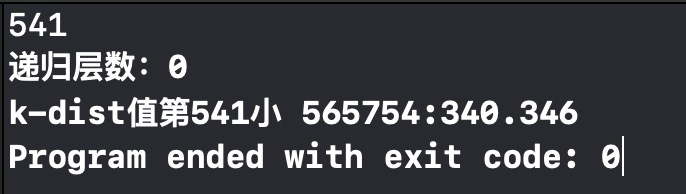 541
递归层数：0
k-dist值第541小 565754:340.346
Program ended with exit code: 0